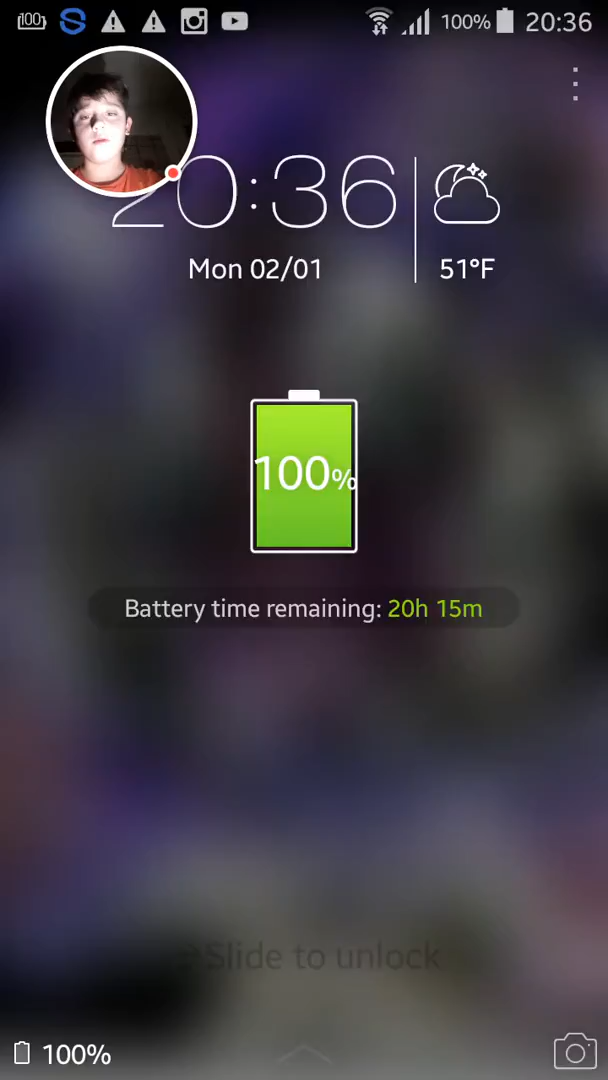 100
100%
20:36
20:36
Mon 02/01
51°F
100%
Battery time remaining: 20h 15m
Slide to unlock
100%